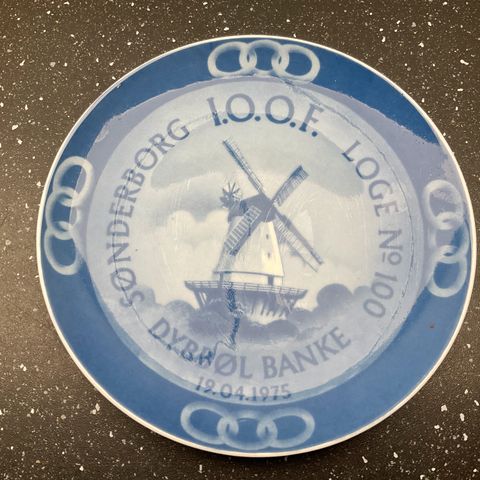 I.O.O.F.
SØNDERBORG
LOGE No 100
DYBBØL BANKE
19.04.1975